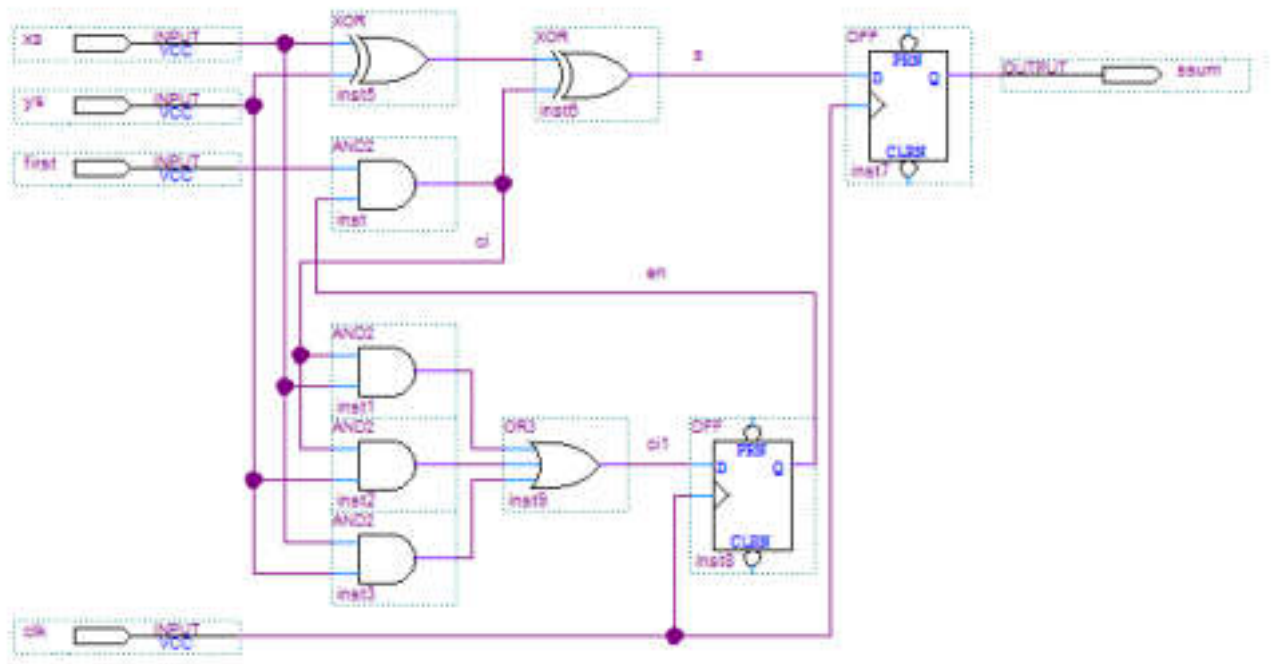 XOR
xs INPUT VCC
inst5
XOR
s
inst6
DFF
PRN
D Q
CLRN
inst7
OUTPUT ssum
ys INPUT VCC
first INPUT VCC
AND2
inst
ci
en
AND2
inst1
AND2
inst2
AND2
inst3
OR3
inst9
ci1
DFF
PRN
D Q
CLRN
inst8
clk INPUT VCC